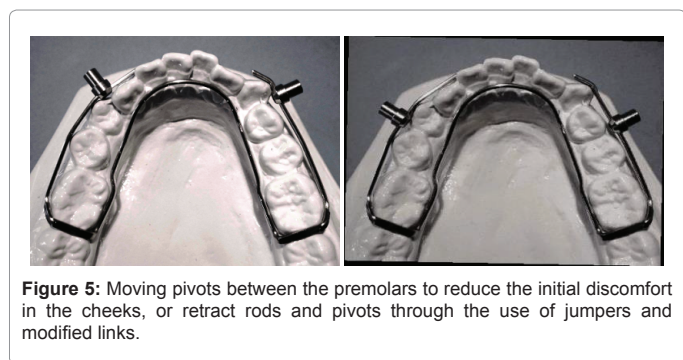 Figure 5: Moving pivots between the premolars to reduce the initial discomfort
in the cheeks, or retract rods and pivots through the use of jumpers and
modified links.